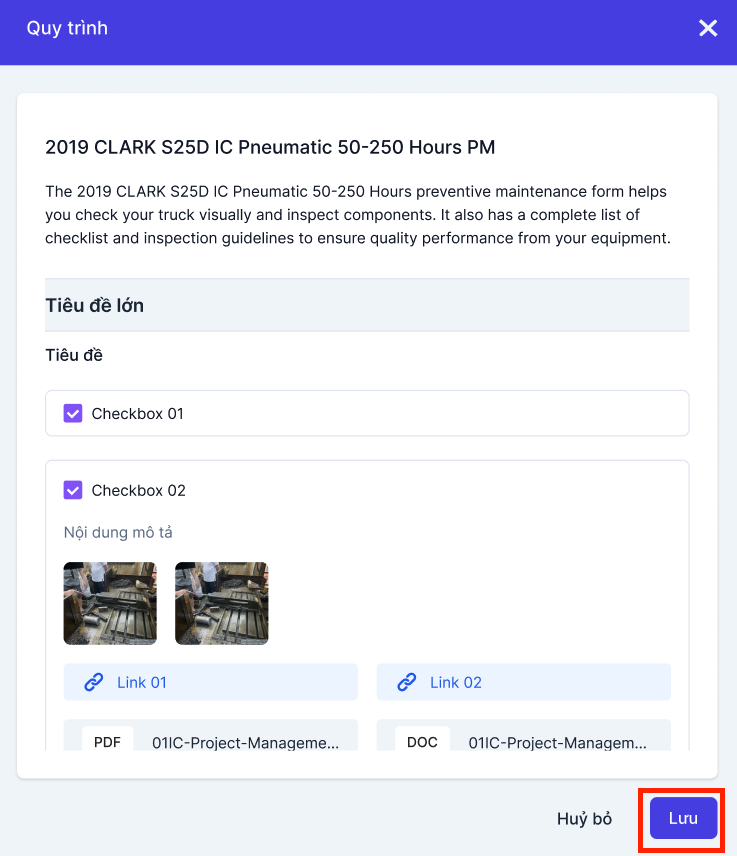 Quy trình
2019 CLARK S25D IC Pneumatic 50-250 Hours PM
The 2019 CLARK S25D IC Pneumatic 50-250 Hours preventive maintenance form helps
you check your truck visually and inspect components. It also has a complete list of
checklist and inspection guidelines to ensure quality performance from your equipment.
Tiêu đề lớn
Tiêu đề
Checkbox 01
Checkbox 02
Nội dung mô tả
Link 01
Link 02
PDF 01IC-Project-Manageme...
DOC 01IC-Project-Managem...
Huỷ bỏ
Lưu